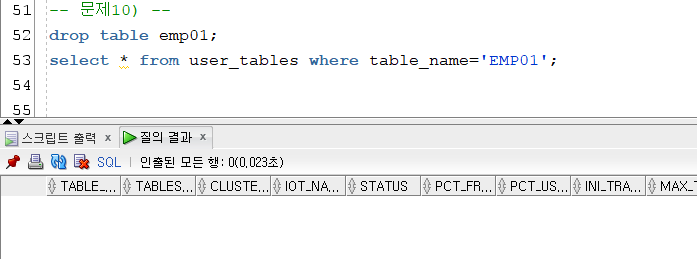 51 -- 문제10) --
52 drop table emp01;
53 select * from user_tables where table_name='EMP01';
54
55
스크립트 출력 x 질의 결과 x
SQL | 인출된 모든 행: 0(0,023초)
TABLE_... TABLES... CLUSTE... IOT_NA... STATUS PCT_FR... PCT_US... INI_TRA... MAX_T